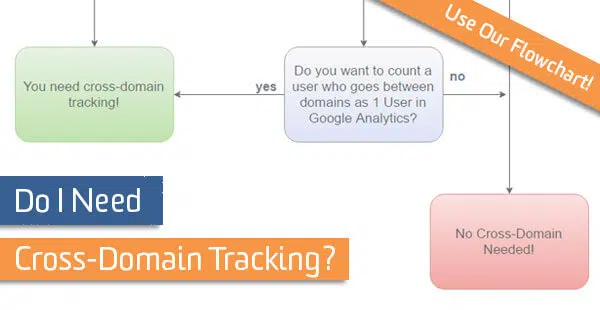 Use Our Flowchart!
You need cross-domain
tracking!
yes
Do you want to count a
user who goes between
domains as 1 User in
Google Analytics?
no
Do I Need
Cross-Domain Tracking?
No Cross-Domain
Needed!